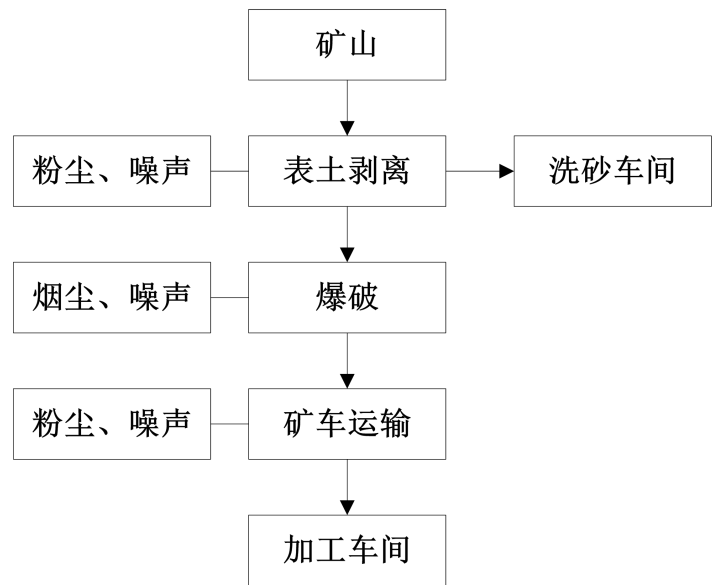 矿山
粉尘、噪声
表土剥离
洗砂车间
烟尘、噪声
爆破
粉尘、噪声
矿车运输
加工车间